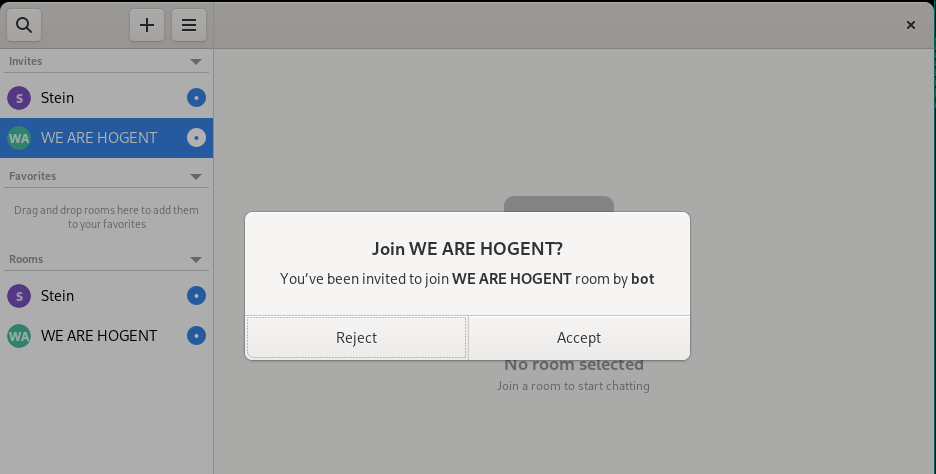 Invites
S Stein
WA WE ARE HOGENT
Favorites
Drag and drop rooms here to add them
to your favorites
Rooms
S Stein
WA WE ARE HOGENT
Join WE ARE HOGENT?
You've been invited to join WE ARE HOGENT room by bot
Reject Accept
No room selected
Join a room to start chatting